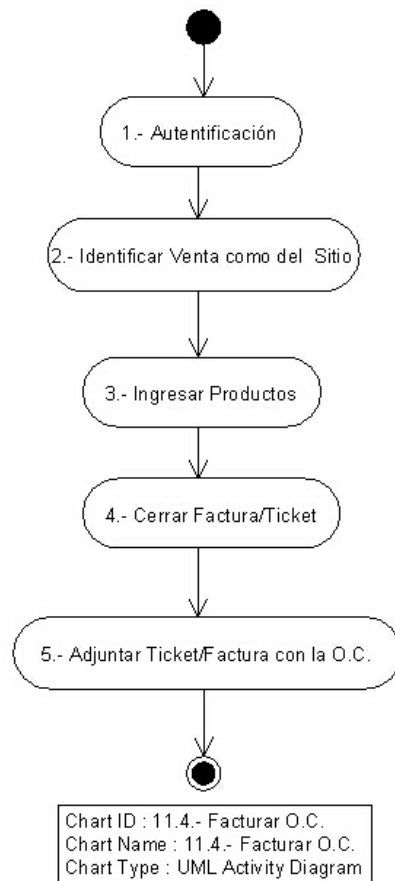 1.- Autentificación
2.- Identificar Venta como del Sitio
3.- Ingresar Productos
4.- Cerrar Factura/Ticket
5.- Adjuntar Ticket/Factura con la O.C.
Chart ID : 11.4.- Facturar O.C.
Chart Name : 11.4.- Facturar O.C.
Chart Type : UML Activity Diagram